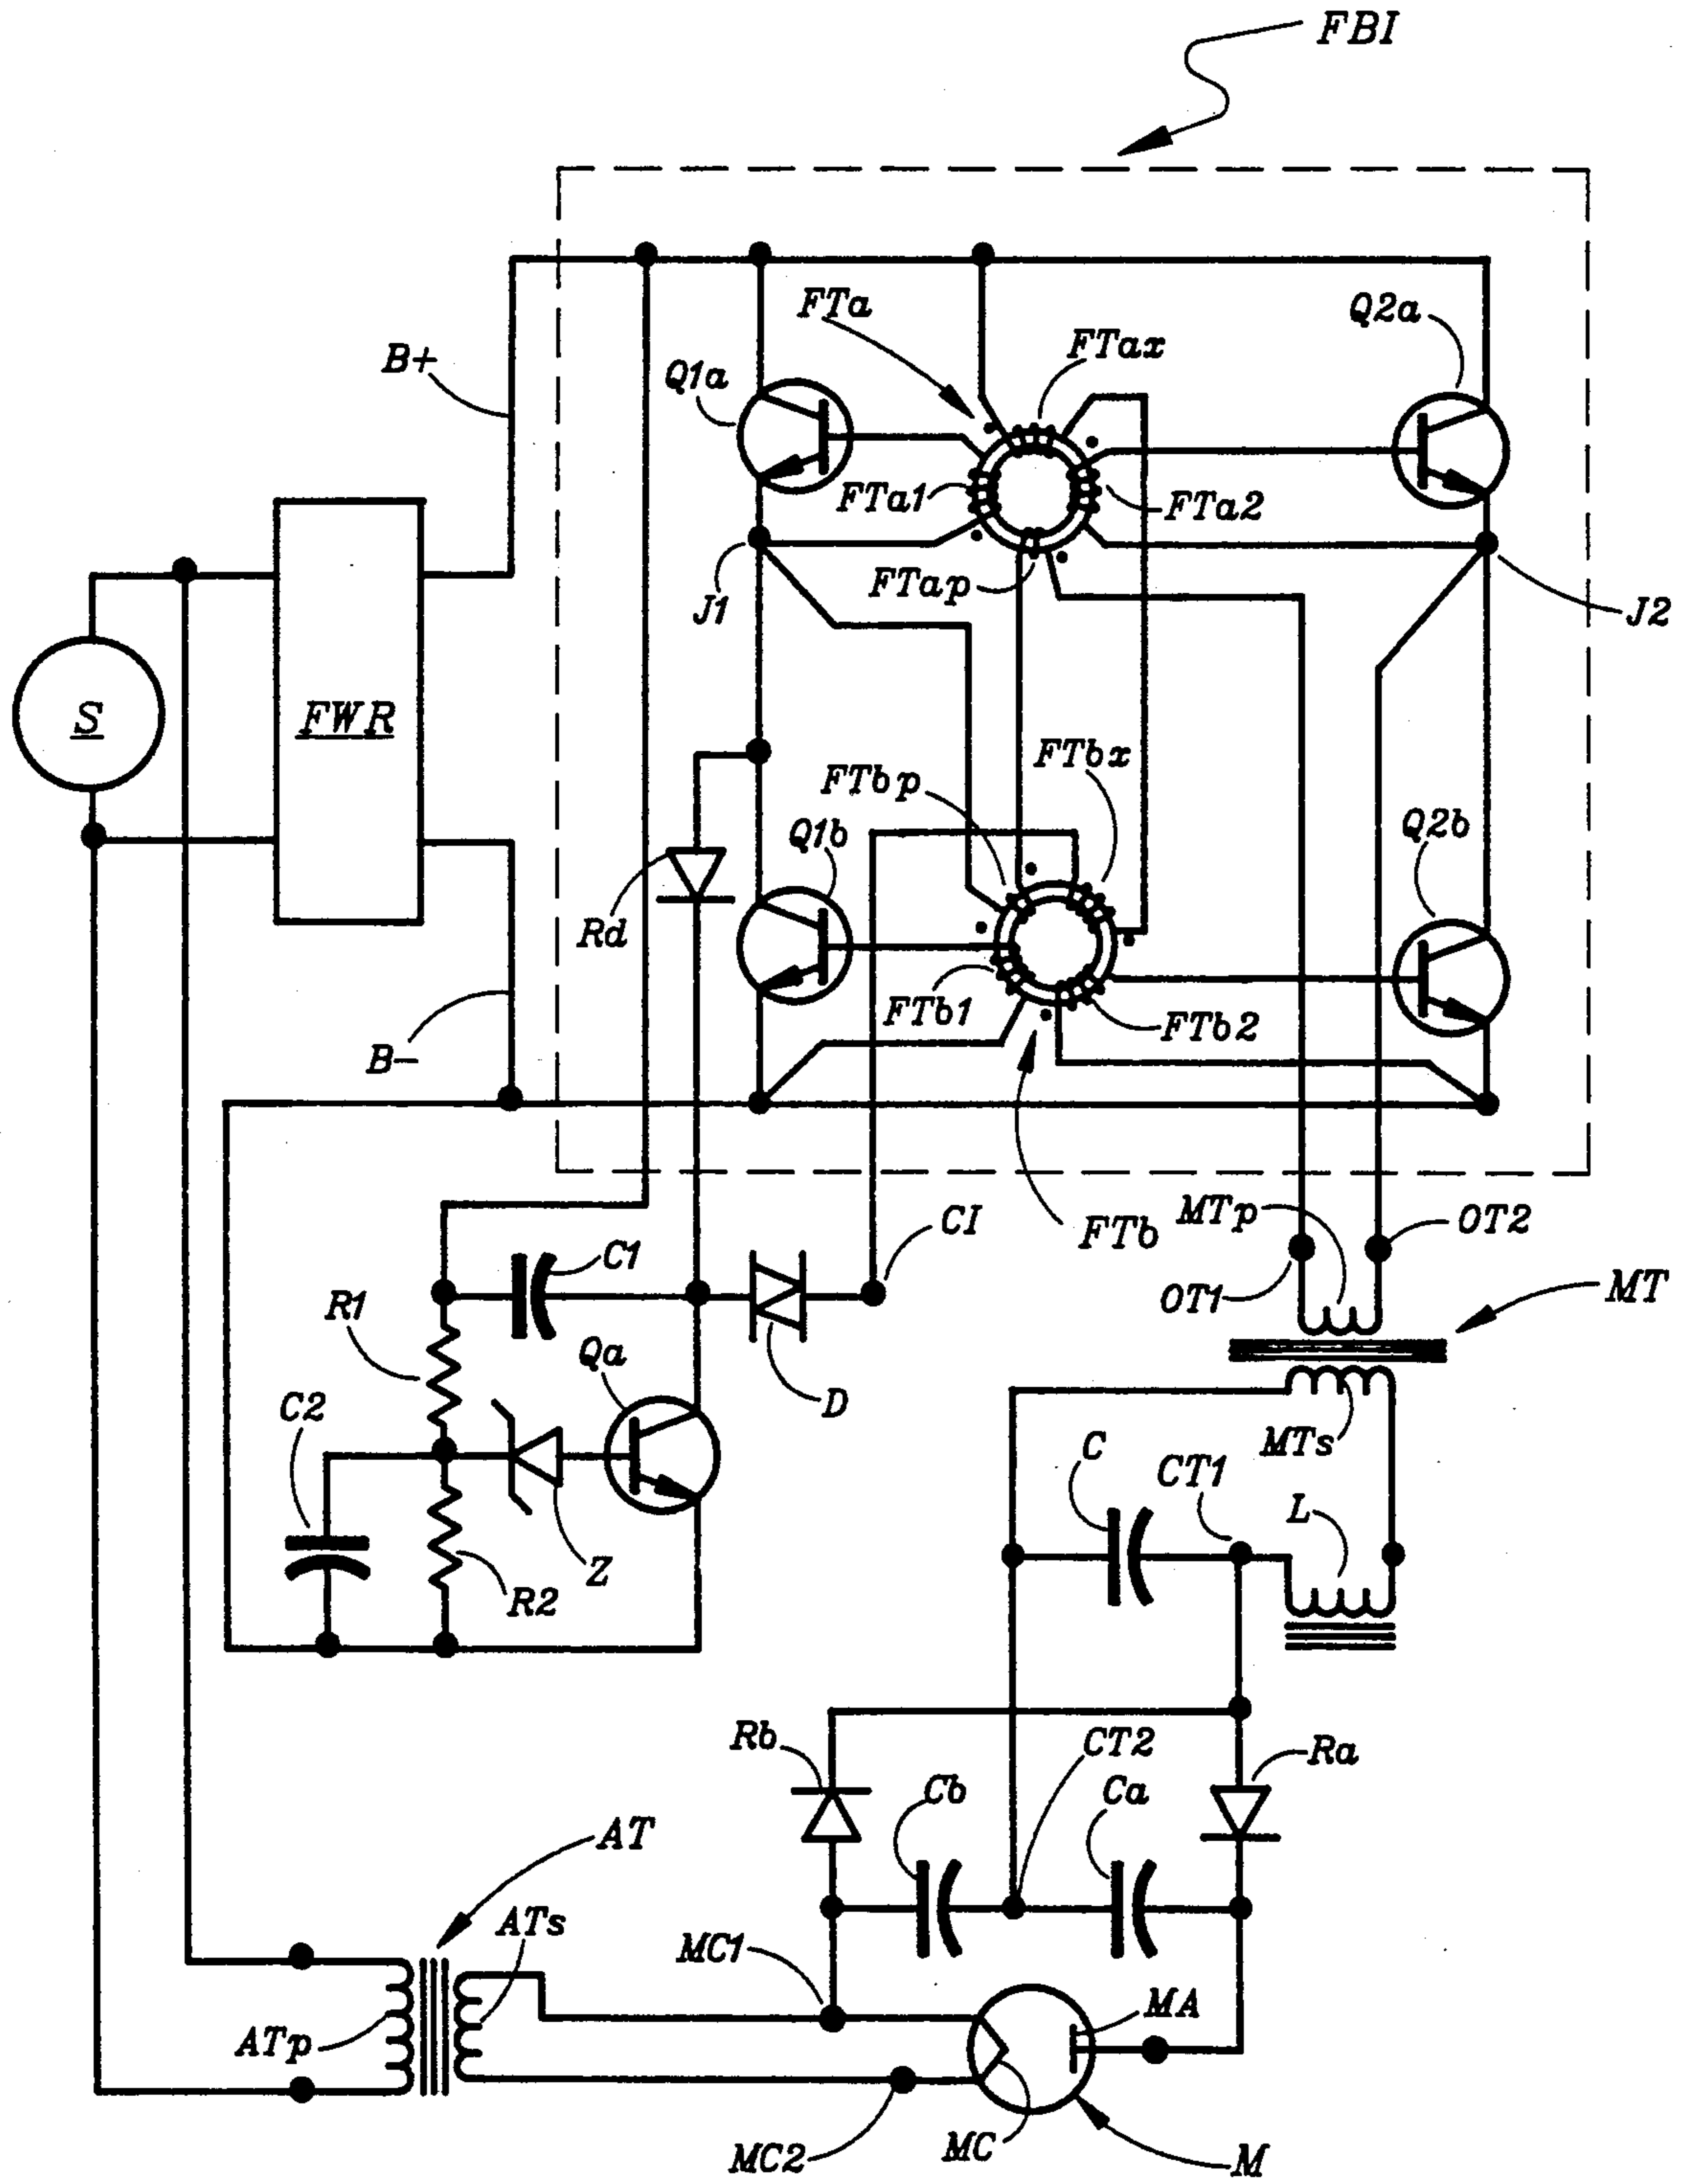 FBI
Q2a
FTa
FTax
B+
Q1a
FTa1
FTa2
FTap
J1
J2
S
FWR
FTbx
FTbp
Q1b
Q2b
Rd
FTb1
FTb2
B-
CI
MTp
OT2
FTb
C1
OT1
MT
R1
Qa
C2
D
MTs
C
CT1
L
Z
R2
Rb
CT2
Ra
Cb
Ca
AT
ATs
MC1
MA
ATp
MC2
MC
M